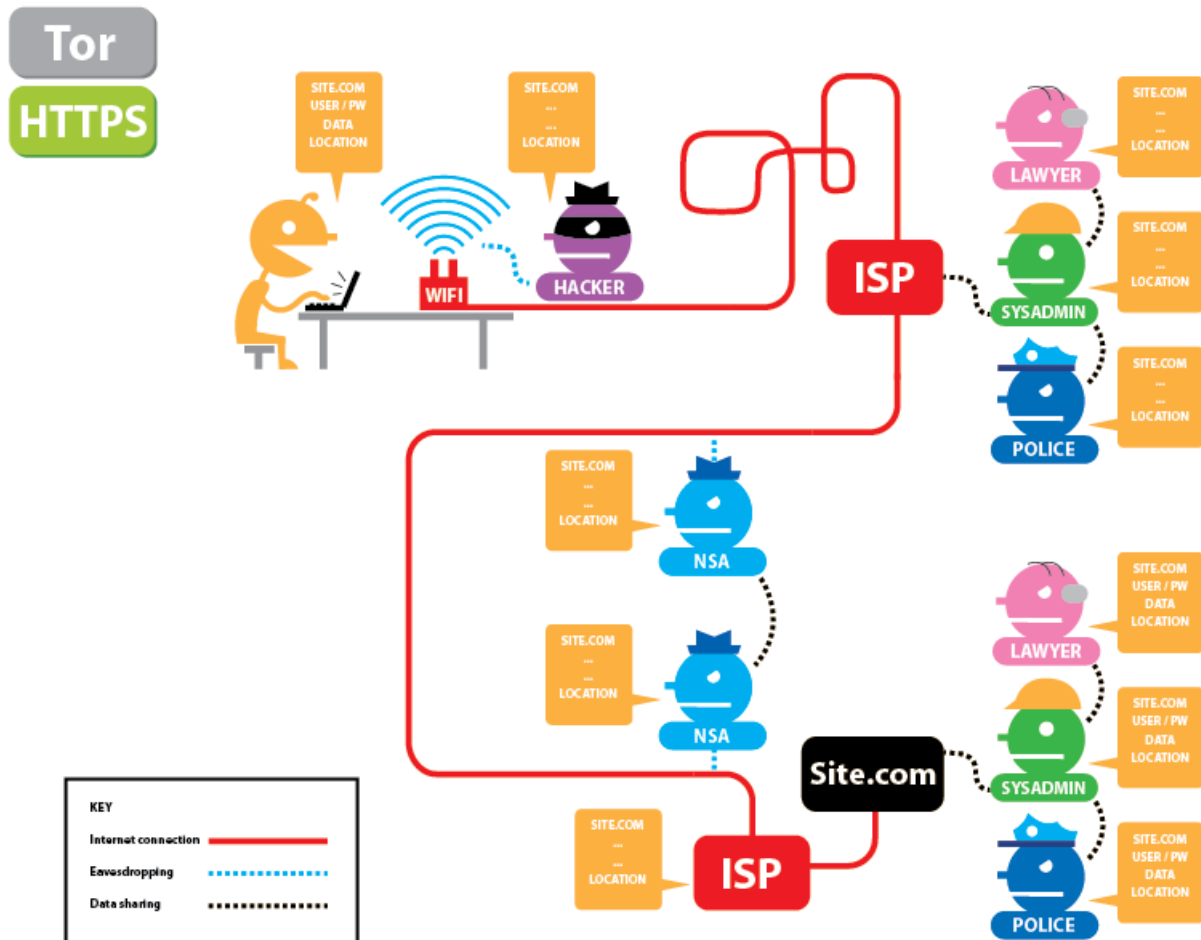 Tor
HTTPS
SITE.COM
USER / PW
DATA
LOCATION
SITE.COM
...
...
LOCATION
WIFI
HACKER
ISP
LAWYER
SITE.COM
...
...
LOCATION
SYSADMIN
SITE.COM
...
...
LOCATION
POLICE
SITE.COM
...
...
LOCATION
SITE.COM
...
...
LOCATION
NSA
SITE.COM
...
...
LOCATION
NSA
LAWYER
SITE.COM
USER / PW
DATA
LOCATION
SYSADMIN
SITE.COM
USER / PW
DATA
LOCATION
POLICE
SITE.COM
USER / PW
DATA
LOCATION
Site.com
SITE.COM
...
...
LOCATION
ISP
KEY
Internet connection
Eavesdropping
Data sharing